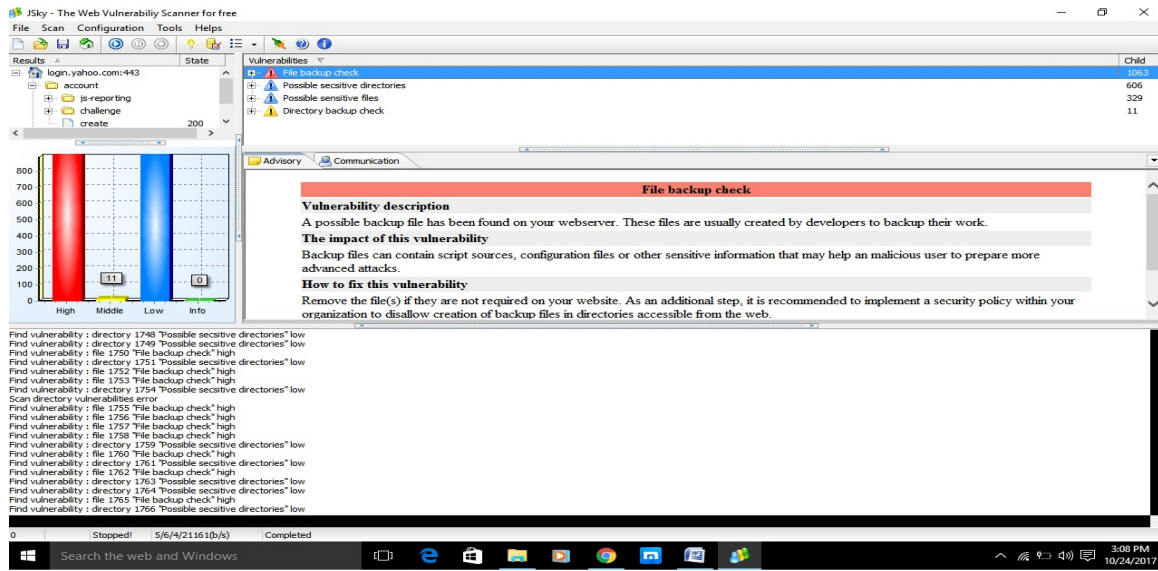 JSky - The Web Vulnerabiliy Scanner for free
File Scan Configuration Tools Helps
Results State
login.yahoo.com:443
account
js-reporting
challenge
create 200
Vulnerabilities Child
File backup check 1063
Possible secsitive directories 606
Possible sensitive files 329
Directory backup check 11
Advisory Communication
File backup check
Vulnerability description
A possible backup file has been found on your webserver. These files are usually created by developers to backup their work.
The impact of this vulnerability
Backup files can contain script sources, configuration files or other sensitive information that may help an malicious user to prepare more
advanced attacks.
How to fix this vulnerability
Remove the file(s) if they are not required on your website. As an additional step, it is recommended to implement a security policy within your
organization to disallow creation of backup files in directories accessible from the web.
800
700
600
500
400
300
200
100
0
11
0
High Middle Low Info
Find vulnerability : directory 1748 "Possible secsitive directories" low
Find vulnerability : directory 1749 "Possible secsitive directories" low
Find vulnerability : file 1750 "File backup check" high
Find vulnerability : directory 1751 "Possible secsitive directories" low
Find vulnerability : file 1752 "File backup check" high
Find vulnerability : file 1753 "File backup check" high
Find vulnerability : directory 1754 "Possible secsitive directories" low
Scan directory vulnerabilities error
Find vulnerability : file 1755 "File backup check" high
Find vulnerability : file 1756 "File backup check" high
Find vulnerability : file 1757 "File backup check" high
Find vulnerability : file 1758 "File backup check" high
Find vulnerability : directory 1759 "Possible secsitive directories" low
Find vulnerability : file 1760 "File backup check" high
Find vulnerability : directory 1761 "Possible secsitive directories" low
Find vulnerability : file 1762 "File backup check" high
Find vulnerability : directory 1763 "Possible secsitive directories" low
Find vulnerability : directory 1764 "Possible secsitive directories" low
Find vulnerability : file 1765 "File backup check" high
Find vulnerability : directory 1766 "Possible secsitive directories" low
0 Stopped! 5/6/4/21161(b/s) Completed
Search the web and Windows
3:08 PM
10/24/2017